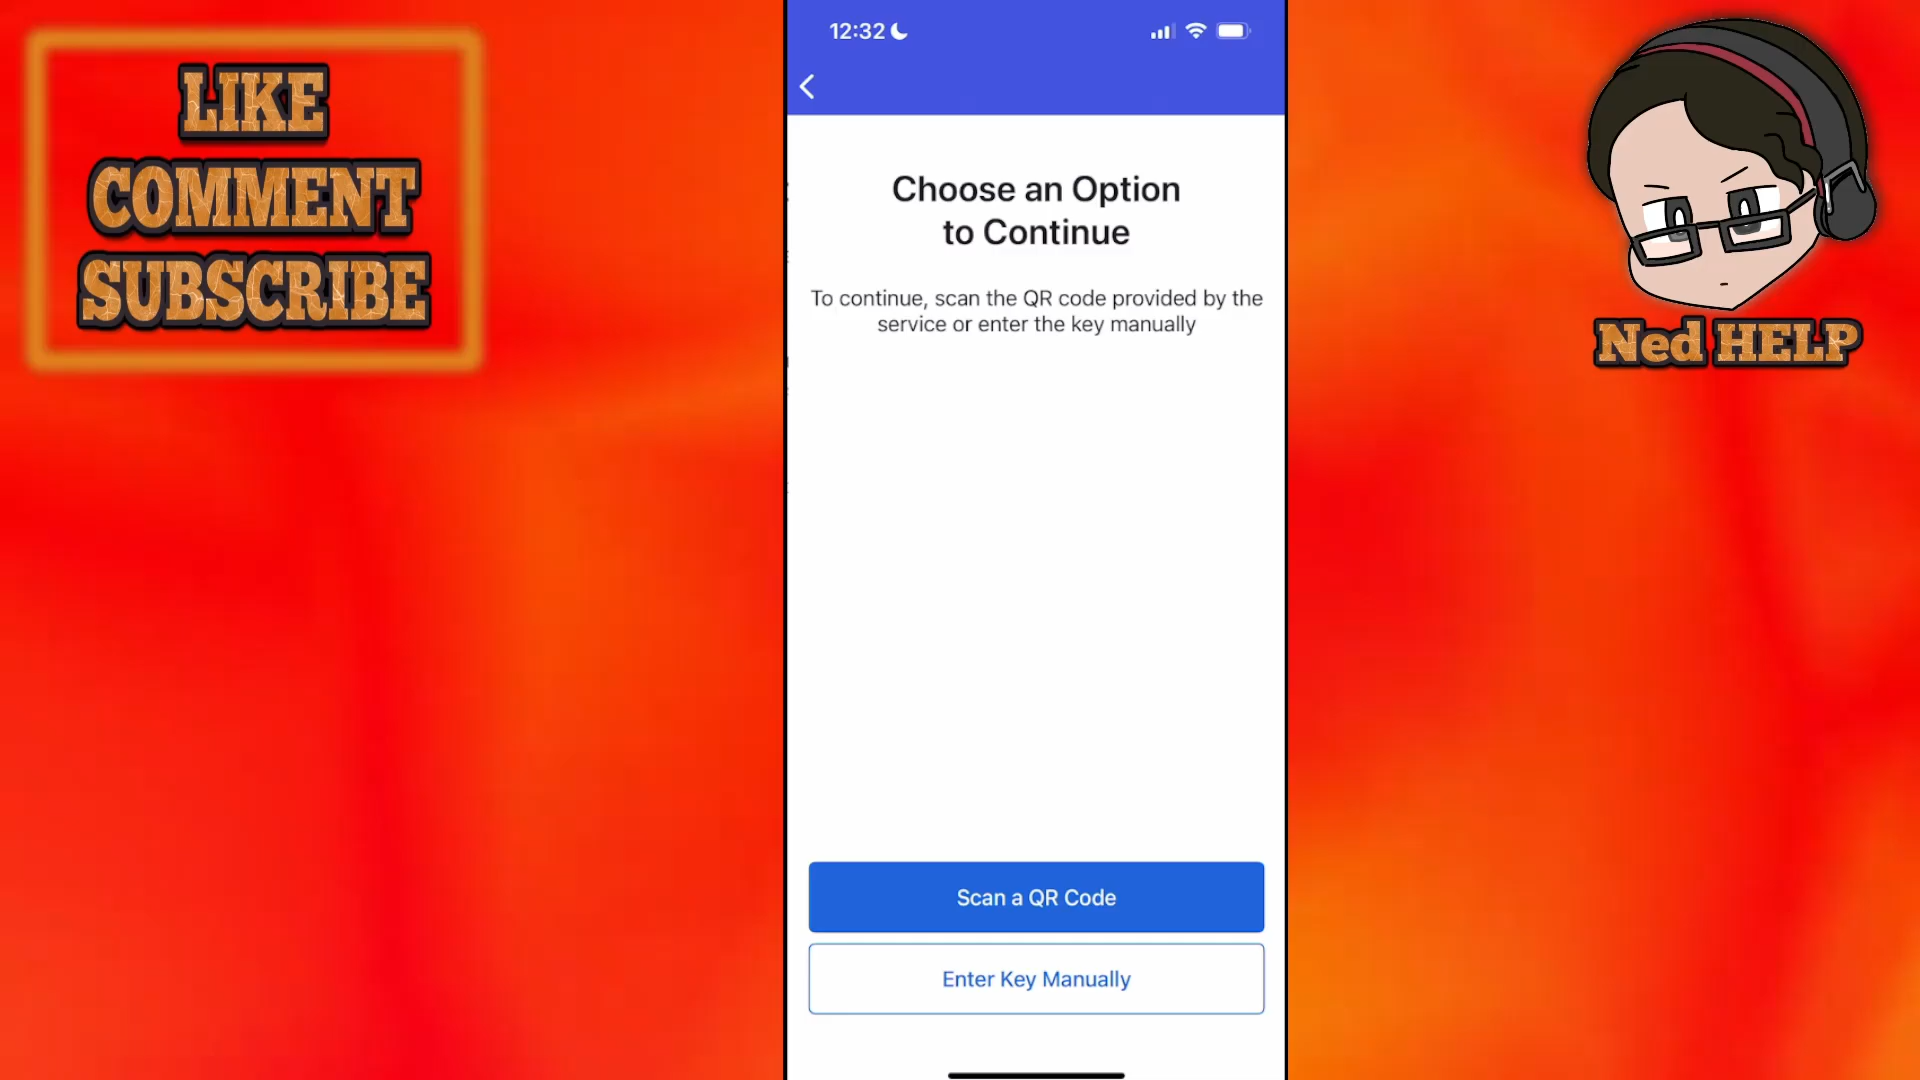 LIKE
COMMENT
SUBSCRIBE
12:32
Choose an Option
to Continue
To continue, scan the QR code provided by the
service or enter the key manually
Scan a QR Code
Enter Key Manually
Ned HELP